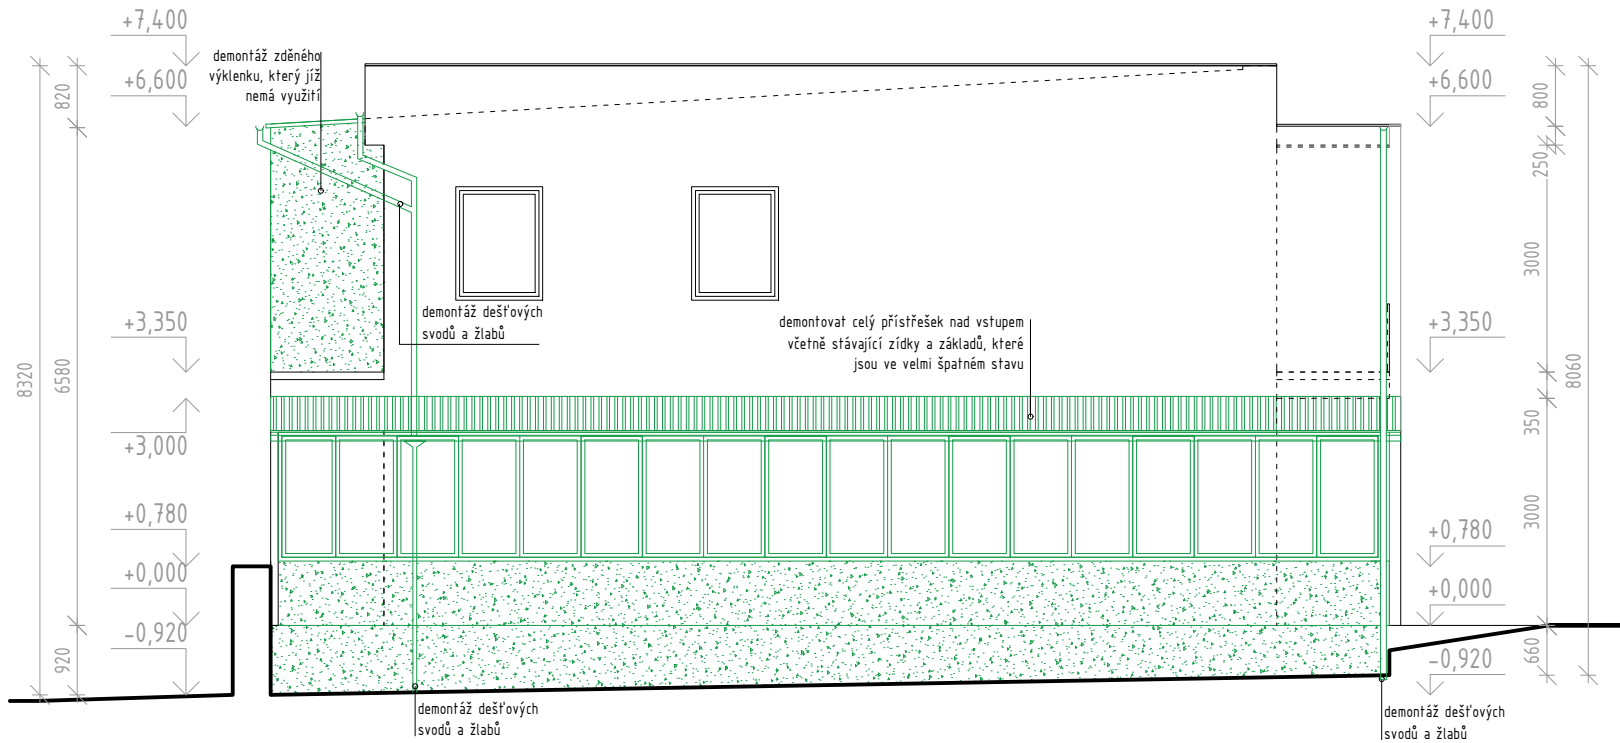 +7,400
+6,600
+3,350
+3,000
+0,780
+0,000
-0,920
8320
820
6580
920
demontáž zděného
výklenku, který jíž
nemá využití
demontáž dešťových
svodů a žlabů
demontovat celý přístřešek nad vstupem
včetně stávající zídky a základů, které
jsou ve velmi špatném stavu
demontáž dešťových
svodů a žlabů
demontáž dešťových
svodů a žlabů
+7,400
+6,600
+3,350
+0,780
+0,000
-0,920
800
250
3000
350
3000
660
8060